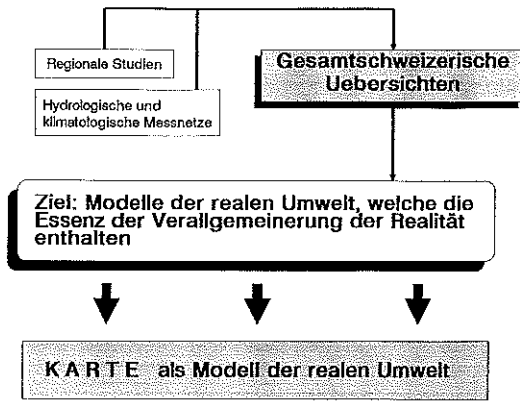 Regionale Studien
Gesamtschweizerische
Uebersichten
Hydrologische und
klimatologische Messnetze
Ziel: Modelle der realen Umwelt, welche die
Essenz der Verallgemeinerung der Realität
enthalten
KARTE als Modell der realen Umwelt